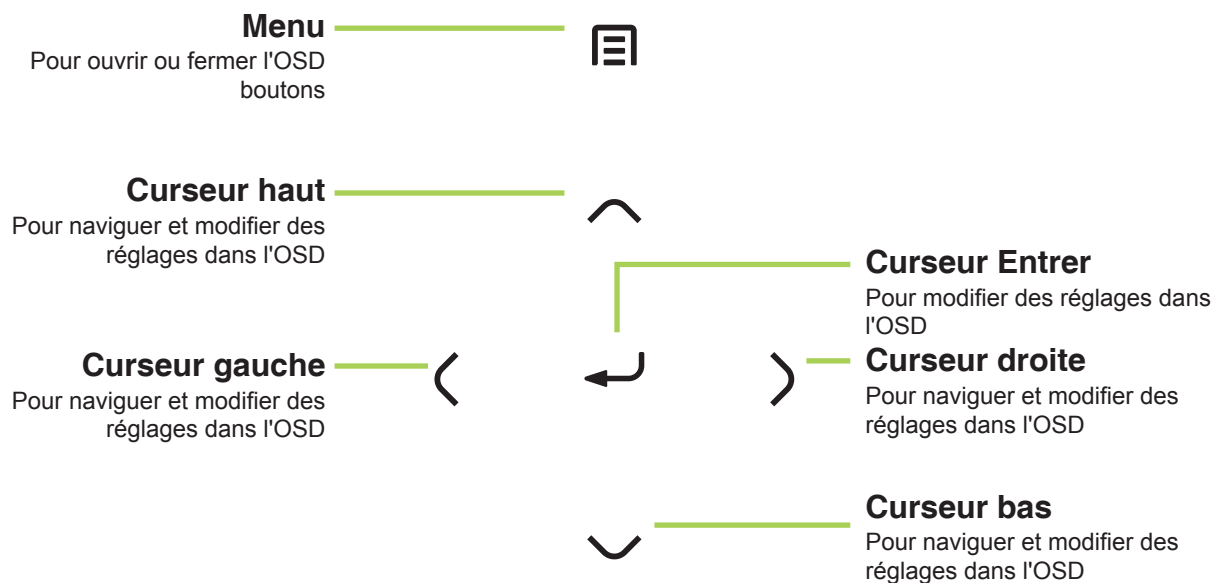 Menu
Pour ouvrir ou fermer l'OSD
boutons
Curseur haut
Pour naviguer et modifier des
réglages dans l'OSD
Curseur Entrer
Pour modifier des réglages dans
l'OSD
Curseur gauche
Pour naviguer et modifier des
réglages dans l'OSD
Curseur droite
Pour naviguer et modifier des
réglages dans l'OSD
Curseur bas
Pour naviguer et modifier des
réglages dans l'OSD